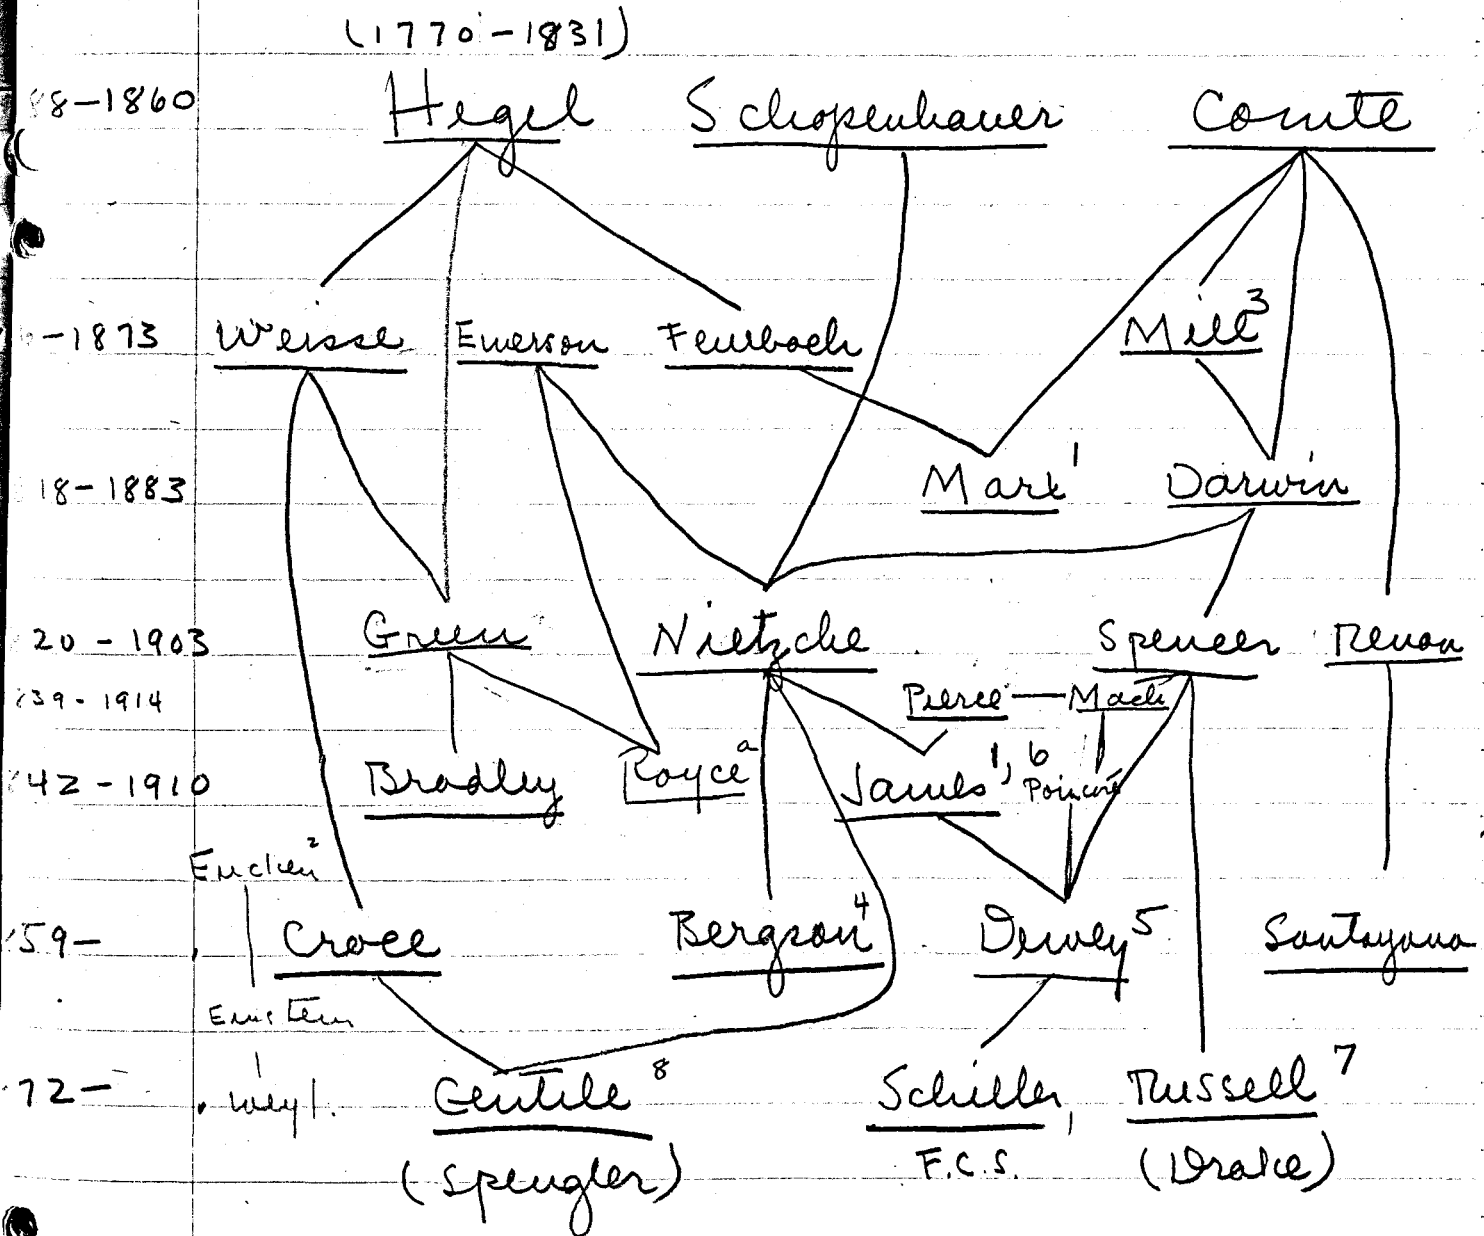 (1770-1831)
88-1860 Hegel Schopenhauer Comte
-1873 Weisse Emerson Feurbach Mill 3
18-1883 Marx 1 Darwin
20-1903 Green Nietzche Spencer Renan
39-1914 Pierce — Mach
42-1910 Bradley Royce a James 1, 6 Poincaré
Eucken 2
59- Croce Bergson 4 Dewey 5 Santayana
Einstein
72- Weyl. Gentile 8 Schiller, Russell 7
(Spengler) F.C.S. (Drake)